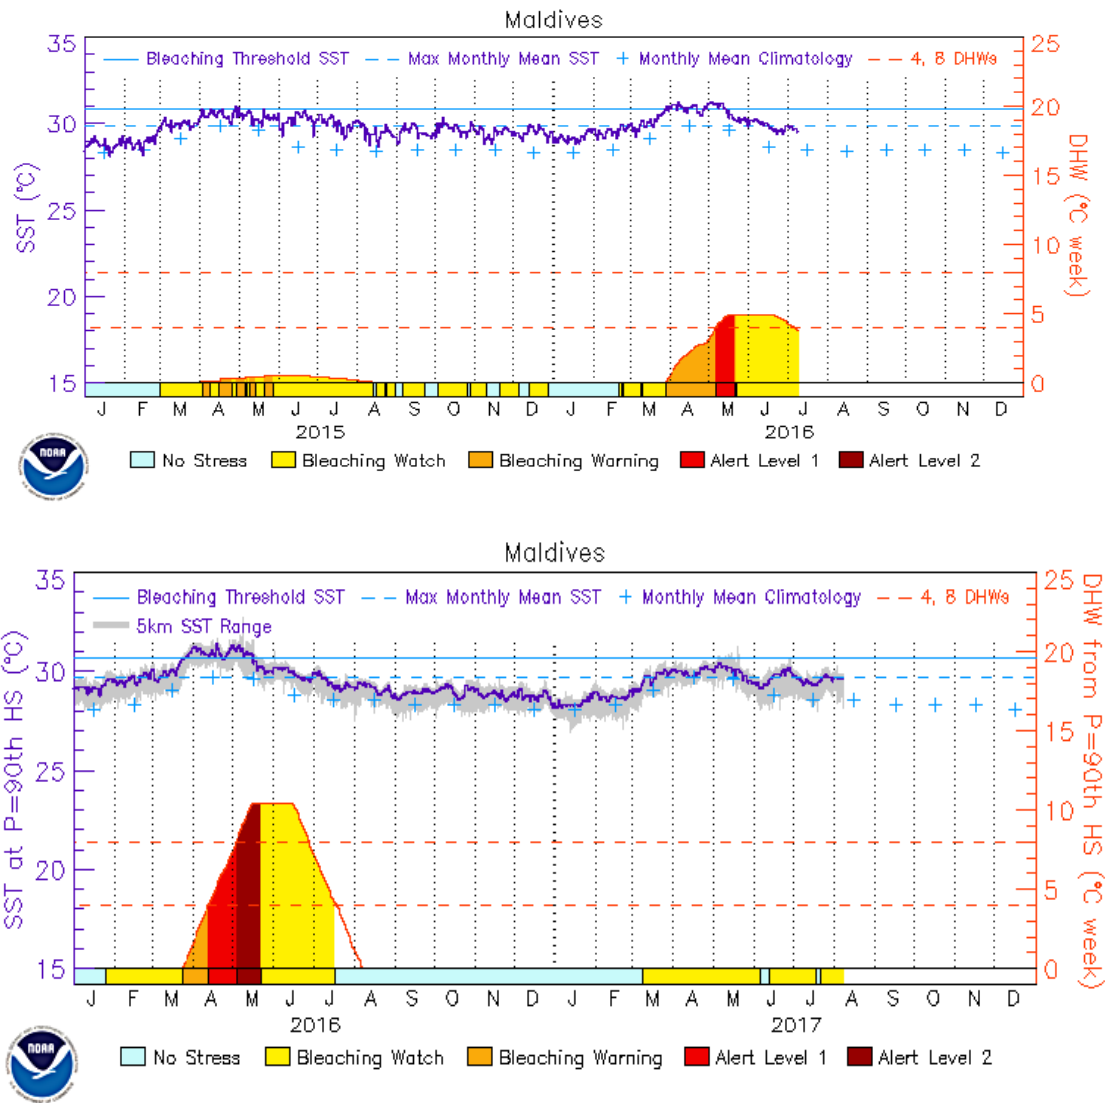 Maldives
35
Bleaching Threshold SST
Max Monthly Mean SST
Monthly Mean Climatology
4, 8 DHWs
25
30
20
25
15
20
10
15
5
0
SST (°C)
DHW (°C week)
J F M A M J J A S O N D J F M A M J J A S O N D
2015 2016
NOAA
No Stress
Bleaching Watch
Bleaching Warning
Alert Level 1
Alert Level 2
Maldives
35
Bleaching Threshold SST
Max Monthly Mean SST
Monthly Mean Climatology
4, 8 DHWs
25
5km SST Range
30
20
25
15
20
10
15
5
0
SST at P=90th HS (°C)
DHW from P=90th HS (°C week)
J F M A M J J A S O N D J F M A M J J A S O N D
2016 2017
NOAA
No Stress
Bleaching Watch
Bleaching Warning
Alert Level 1
Alert Level 2